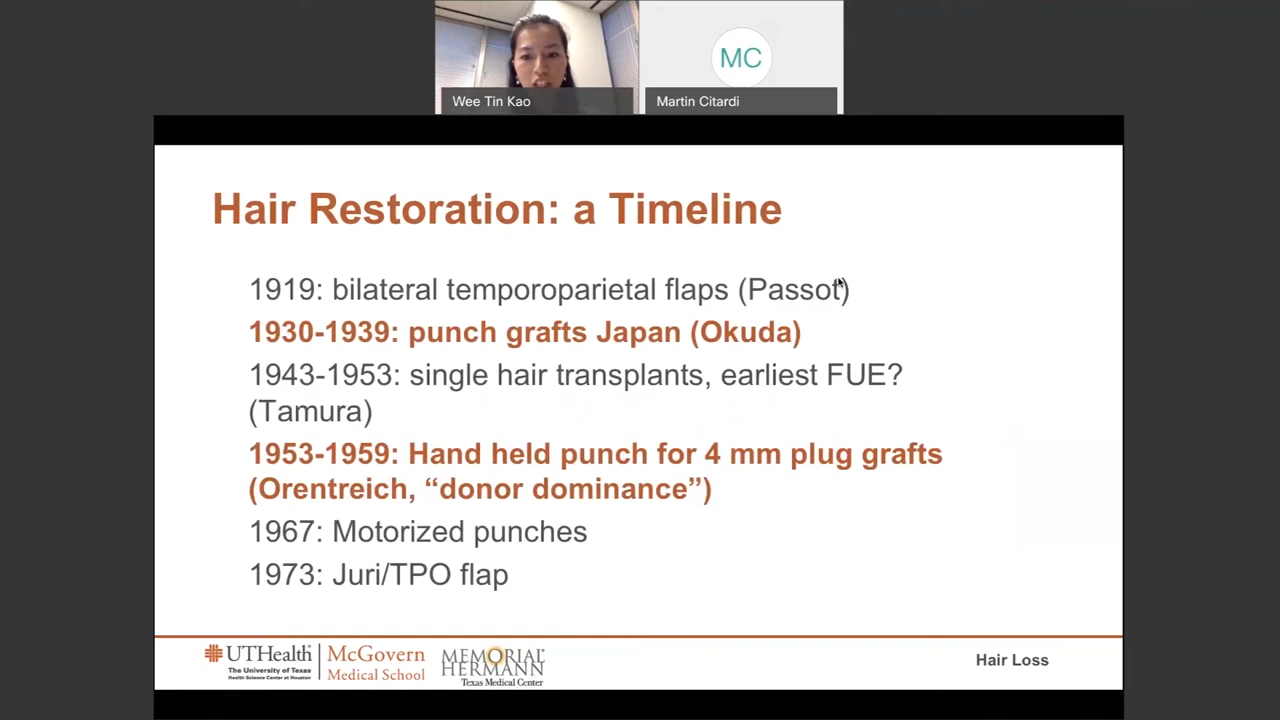 Wee Tin Kao
MC
Martin Citardi
Hair Restoration: a Timeline
1919: bilateral temporoparietal flaps (Passot)
1930-1939: punch grafts Japan (Okuda)
1943-1953: single hair transplants, earliest FUE?
(Tamura)
1953-1959: Hand held punch for 4 mm plug grafts
(Orentreich, “donor dominance”)
1967: Motorized punches
1973: Juri/TPO flap
UTHealth
The University of Texas
Health Science Center at Houston
McGovern
Medical School
MEMORIAL
HERMANN
Texas Medical Center
Hair Loss